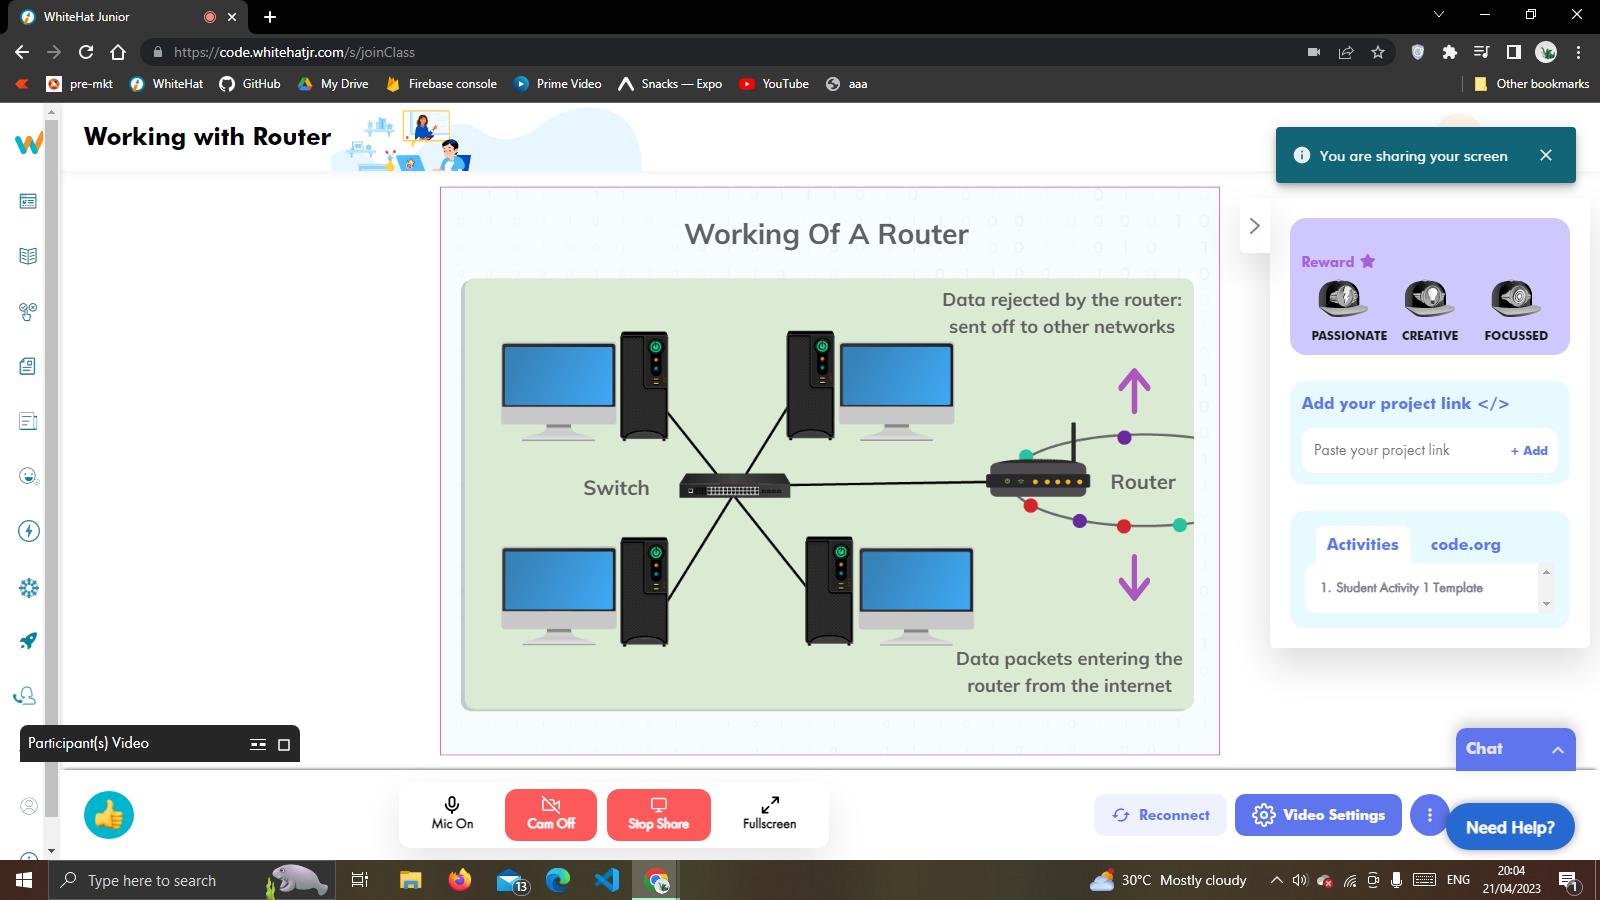 WhiteHat Junior
https://code.whitehatjr.com/s/joinClass
pre-mkt
WhiteHat
GitHub
My Drive
Firebase console
Prime Video
Snacks — Expo
YouTube
aaa
Other bookmarks
Working with Router
You are sharing your screen
Working Of A Router
Data rejected by the router:
sent off to other networks
Switch
Router
Data packets entering the
router from the internet
Reward
PASSIONATE
CREATIVE
FOCUSSED
Add your project link </>
Paste your project link
+ Add
Activities
code.org
1. Student Activity 1 Template
Participant(s) Video
Chat
Mic On
Cam Off
Stop Share
Fullscreen
Reconnect
Video Settings
Need Help?
Type here to search
13
30°C Mostly cloudy
ENG
20:04
21/04/2023
1